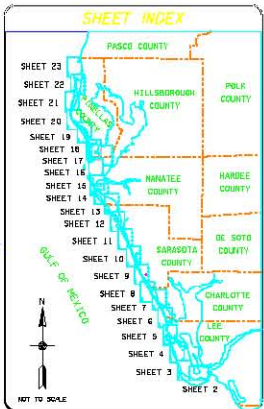 SHEET INDEX
PASCO COUNTY
SHEET 23
SHEET 22
SHEET 21
SHEET 20
SHEET 19
SHEET 18
SHEET 17
SHEET 16
SHEET 14
SHEET 13
SHEET 12
SHEET 11
SHEET 10
SHEET 9
SHEET 8
SHEET 7
SHEET 6
SHEET 5
SHEET 4
SHEET 3
SHEET 2
PINELLAS
COUNTY
HILLSBOROUGH
COUNTY
POLK
COUNTY
MANATEE
COUNTY
HARDEE
COUNTY
SARASOTA
COUNTY
DE SOTO
COUNTY
CHARLOTTE
COUNTY
LEE
COUNTY
GULF OF MEXICO
N
NOT TO SCALE